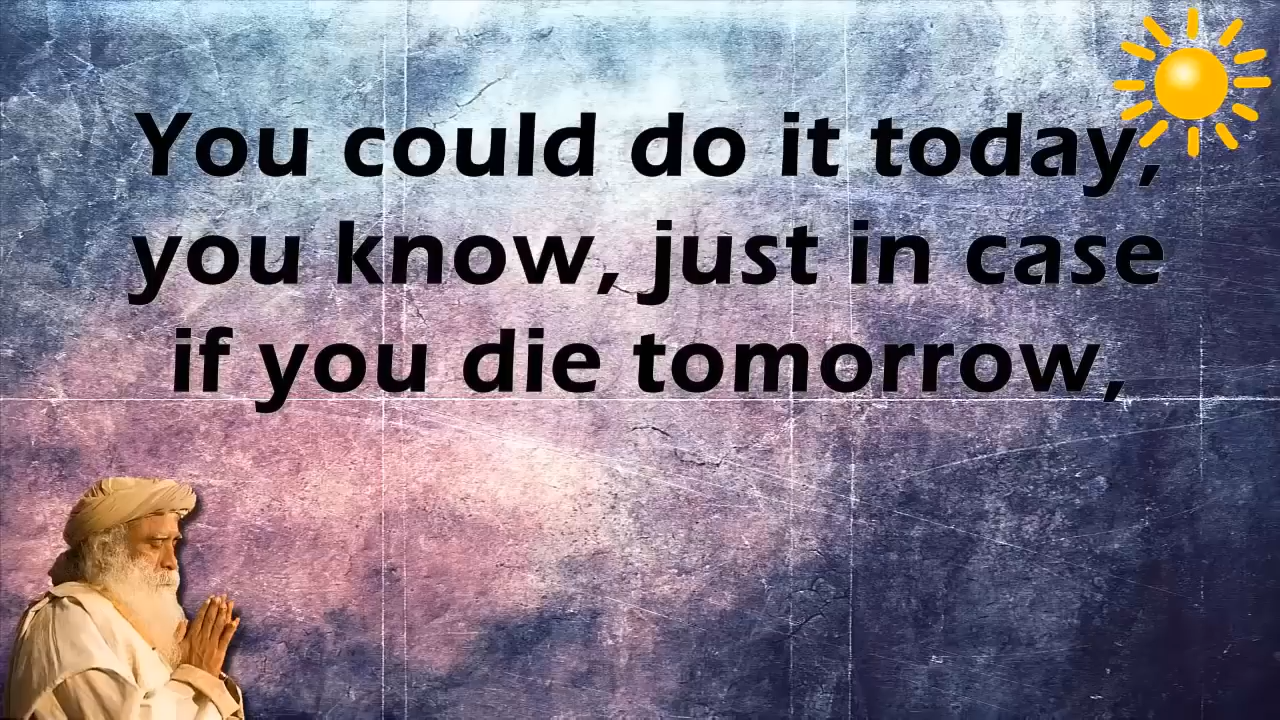 You could do it today,
you know, just in case
if you die tomorrow,